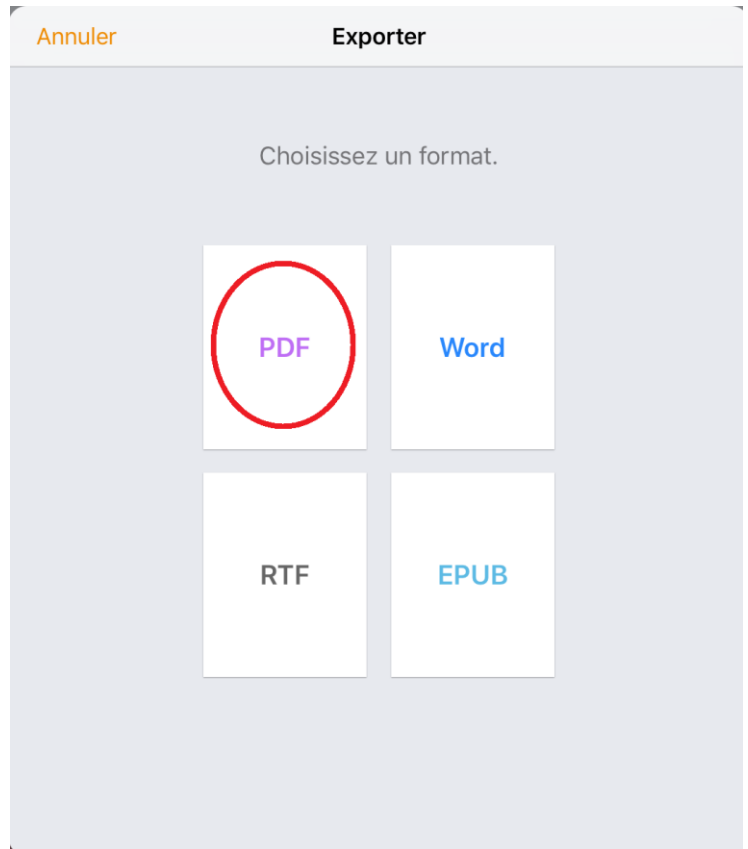 Annuler Exporter
Choisissez un format.
PDF Word
RTF EPUB